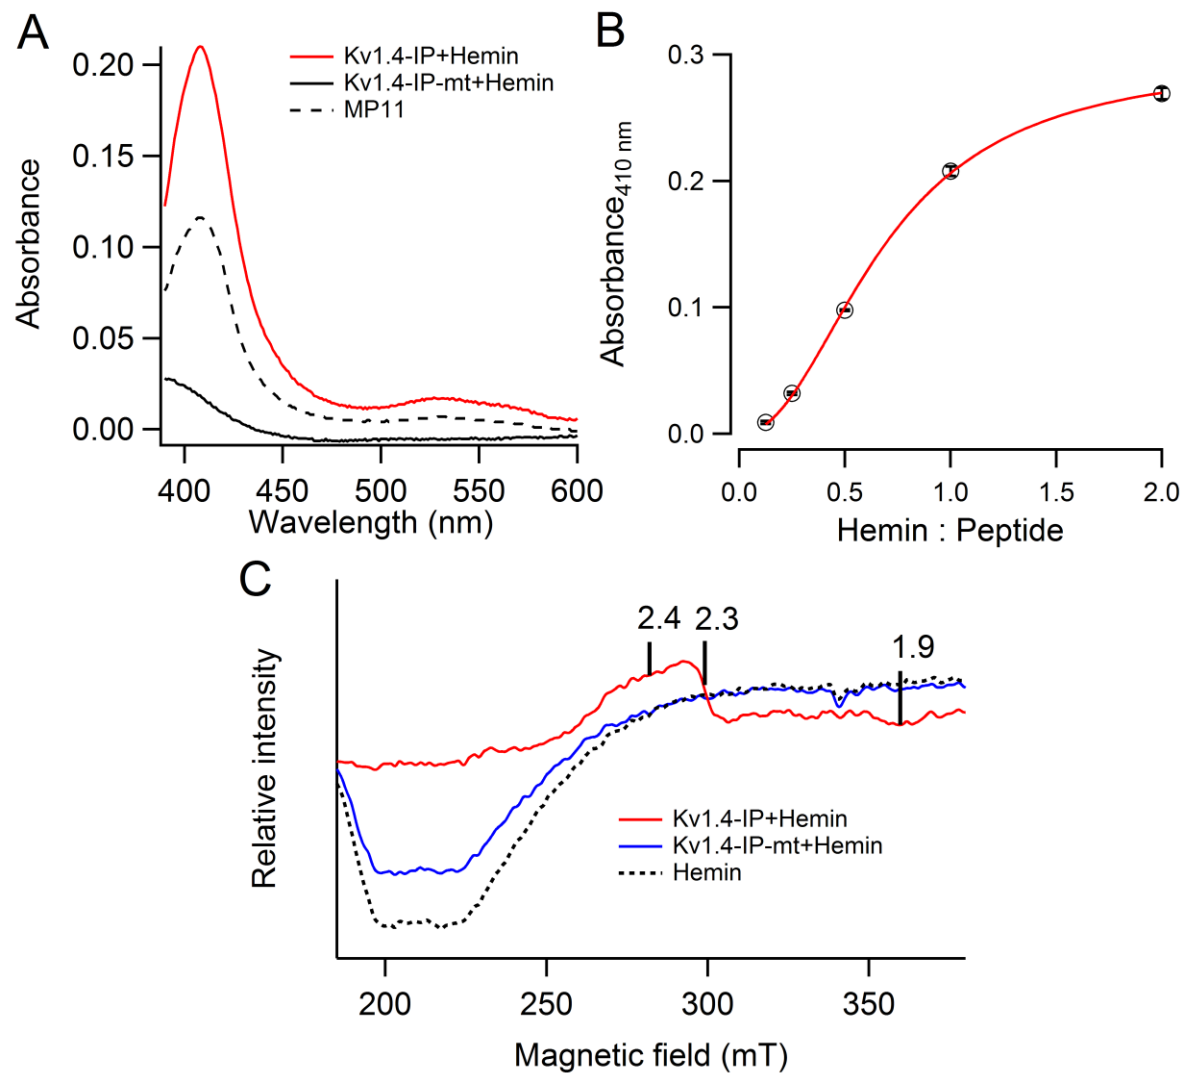 A
0.20
0.15
0.10
0.05
0.00
Absorbance
400 450 500 550 600
Wavelength (nm)
Kv1.4-IP+Hemin
Kv1.4-IP-mt+Hemin
MP11
B
0.3
0.2
0.1
0.0
Absorbance410 nm
0.0 0.5 1.0 1.5 2.0
Hemin : Peptide
C
2.4 2.3 1.9
Relative intensity
Kv1.4-IP+Hemin
Kv1.4-IP-mt+Hemin
Hemin
200 250 300 350
Magnetic field (mT)